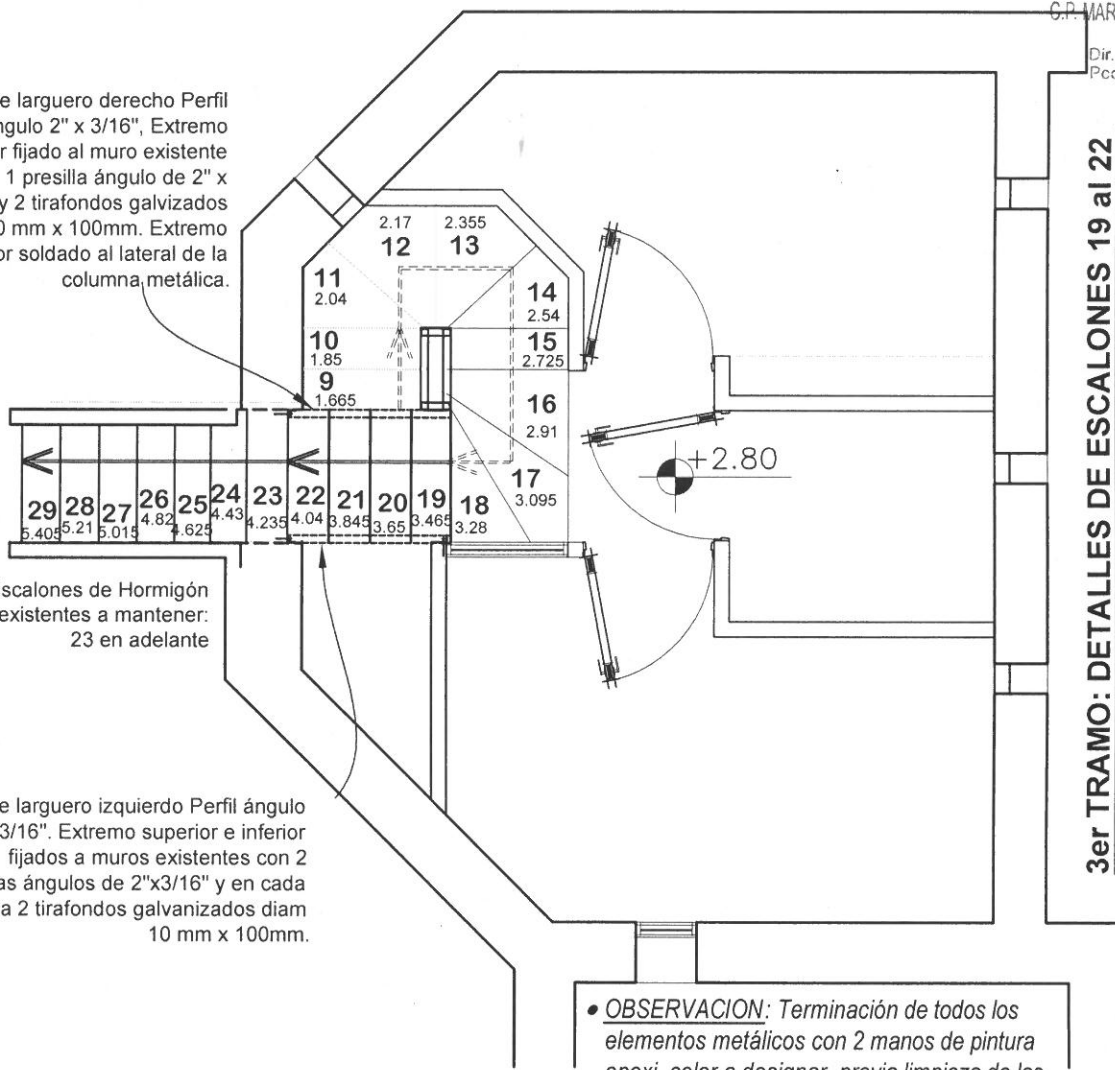 C.P. MAR
Dir.
e larguero derecho Perfil
ngulo 2" x 3/16", Extremo
r fijado al muro existente
1 presilla ángulo de 2" x
y 2 tirafondos galvizados
0 mm x 100mm. Extremo
or soldado al lateral de la
columna metálica.
3er TRAMO: DETALLES DE ESCALONES 19 al 22
2.17
12
2.355
13
11
2.04
14
2.54
10
1.85
15
2.725
9
1.665
16
2.91
17
3.095
+2.80
29
5.405
28
5.21
27
5.015
26
4.82
25
4.625
24
4.43
23
4.235
22
4.04
21
3.845
20
3.65
19
3.465
18
3.28
scalones de Hormigón
existentes a mantener:
23 en adelante
e larguero izquierdo Perfil ángulo
3/16". Extremo superior e inferior
fijados a muros existentes con 2
as ángulos de 2"x3/16" y en cada
a 2 tirafondos galvanizados diam
10 mm x 100mm.
• OBSERVACION: Terminación de todos los
elementos metálicos con 2 manos de pintura
epoxi, color a designar, previa limpieza de los